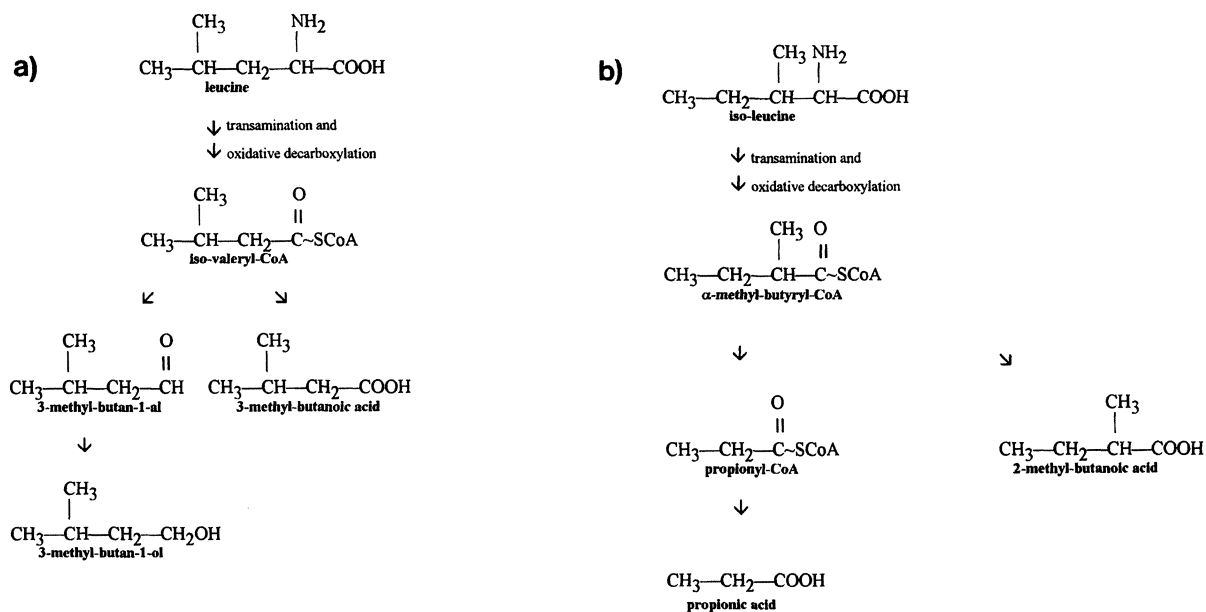 a)
CH3 NH2
CH3—CH—CH2—CH—COOH
leucine
↓ transamination and
↓ oxidative decarboxylation
CH3 O
CH3—CH—CH2—C~SCoA
iso-valeryl-CoA
↙ ↘
CH3 O
CH3—CH—CH2—CH
3-methyl-butan-1-al
CH3
CH3—CH—CH2—COOH
3-methyl-butanoic acid
↓
CH3
CH3—CH—CH2—CH2OH
3-methyl-butan-1-ol
b)
CH3 NH2
CH3—CH2—CH—CH—COOH
iso-leucine
↓ transamination and
↓ oxidative decarboxylation
CH3 O
CH3—CH2—CH—C~SCoA
α-methyl-butyryl-CoA
↓ ↘
O
CH3—CH2—C~SCoA
propionyl-CoA
CH3
CH3—CH2—CH—COOH
2-methyl-butanoic acid
↓
CH3—CH2—COOH
propionic acid